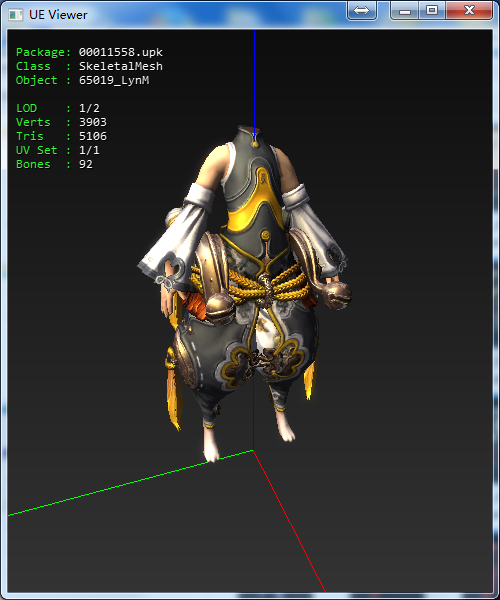 UE Viewer
Package: 00011558.upk
Class : SkeletalMesh
Object : 65019_LynM
LOD : 1/2
Verts : 3903
Tris : 5106
UV Set : 1/1
Bones : 92